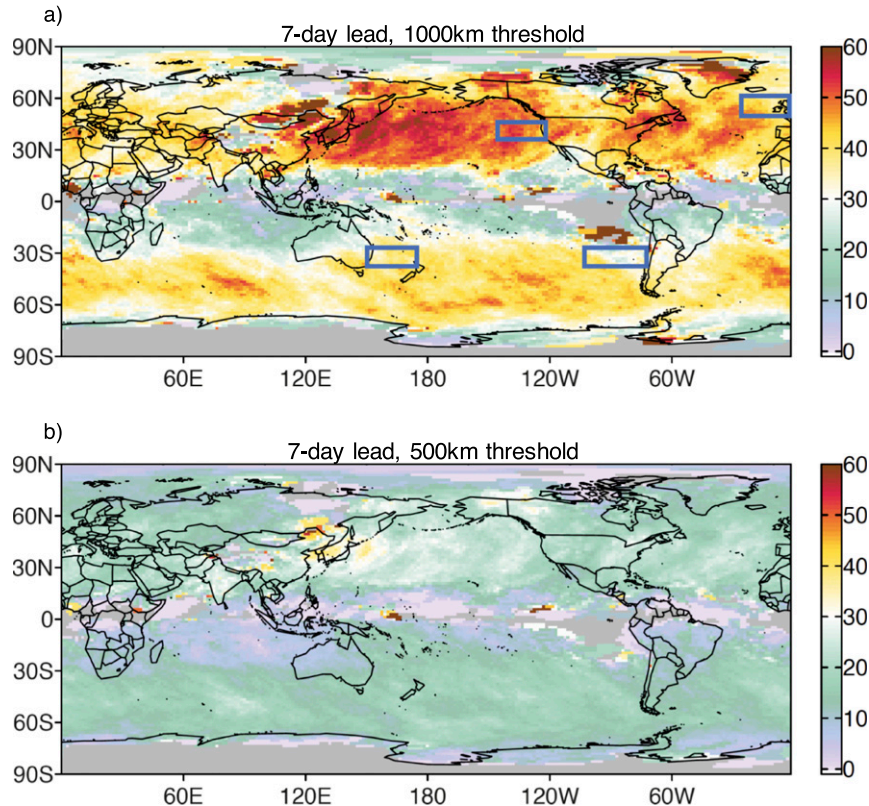 a)
7-day lead, 1000km threshold
90N
60N
30N
0
30S
60S
90S
60E 120E 180 120W 60W
60
50
40
30
20
10
0
b)
7-day lead, 500km threshold
90N
60N
30N
0
30S
60S
90S
60E 120E 180 120W 60W
60
50
40
30
20
10
0